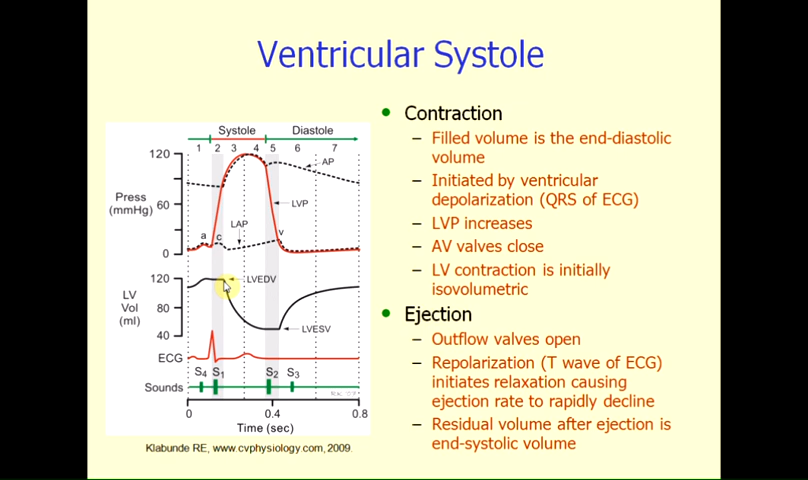 Ventricular Systole
Systole Diastole
1 2 3 4 5 6 7
120
AP
Press
(mmHg)
60
LVP
LAP
a c v
0
120
LVEDV
LV
Vol
(ml)
80
LVESV
40
ECG
S4 S1 S2 S3
Sounds
0 0.4 0.8
Time (sec)
Klabunde RE, www.cvphysiology.com, 2009.
• Contraction
– Filled volume is the end-diastolic
volume
– Initiated by ventricular
depolarization (QRS of ECG)
– LVP increases
– AV valves close
– LV contraction is initially
isovolumetric
• Ejection
– Outflow valves open
– Repolarization (T wave of ECG)
initiates relaxation causing
ejection rate to rapidly decline
– Residual volume after ejection is
end-systolic volume